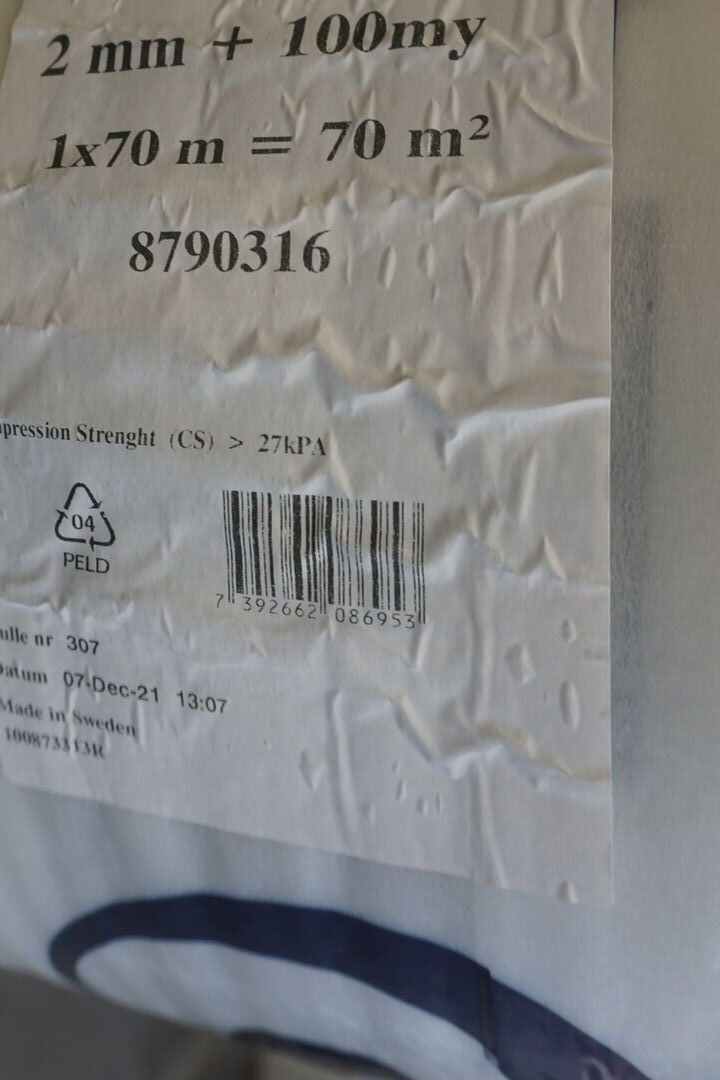 2 mm + 100my
1x70 m = 70 m²
8790316
pression Strenght (CS) > 27kPA
04
PELD
7 392662 086953
ulle nr 307
Datum 07-Dec-21 13:07
Made in Sweden